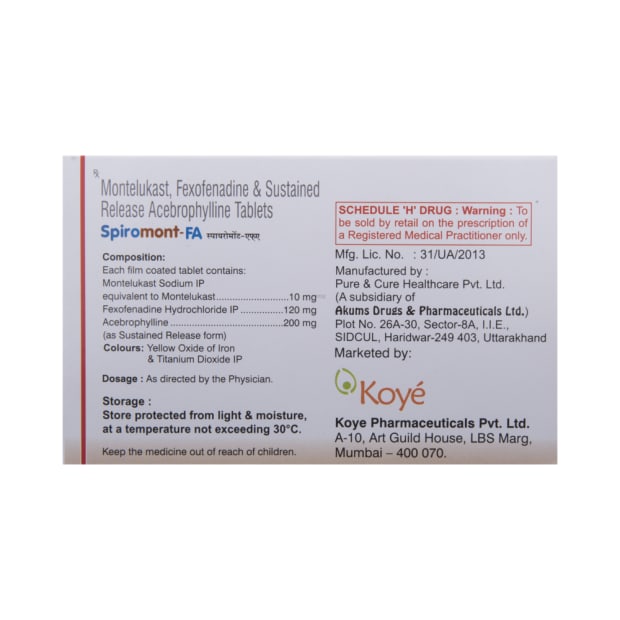 Rx
Montelukast, Fexofenadine & Sustained
Release Acebrophylline Tablets
Spiromont-FA स्पायरोमॉंट-एफए
Composition:
Each film coated tablet contains:
Montelukast Sodium IP
equivalent to Montelukast..........................10 mg
Fexofenadine Hydrochloride IP................120 mg
Acebrophylline..........................................200 mg
(as Sustained Release form)
Colours: Yellow Oxide of Iron
& Titanium Dioxide IP
Dosage : As directed by the Physician.
Storage :
Store protected from light & moisture,
at a temperature not exceeding 30°C.
Keep the medicine out of reach of children.
SCHEDULE 'H' DRUG : Warning : To
be sold by retail on the prescription of
a Registered Medical Practitioner only.
Mfg. Lic. No. : 31/UA/2013
Manufactured by :
Pure & Cure Healthcare Pvt. Ltd.
(A subsidiary of
Akums Drugs & Pharmaceuticals Ltd.)
Plot No. 26A-30, Sector-8A, I.I.E.,
SIDCUL, Haridwar-249 403, Uttarakhand
Marketed by:
Koyé
Koye Pharmaceuticals Pvt. Ltd.
A-10, Art Guild House, LBS Marg,
Mumbai – 400 070.